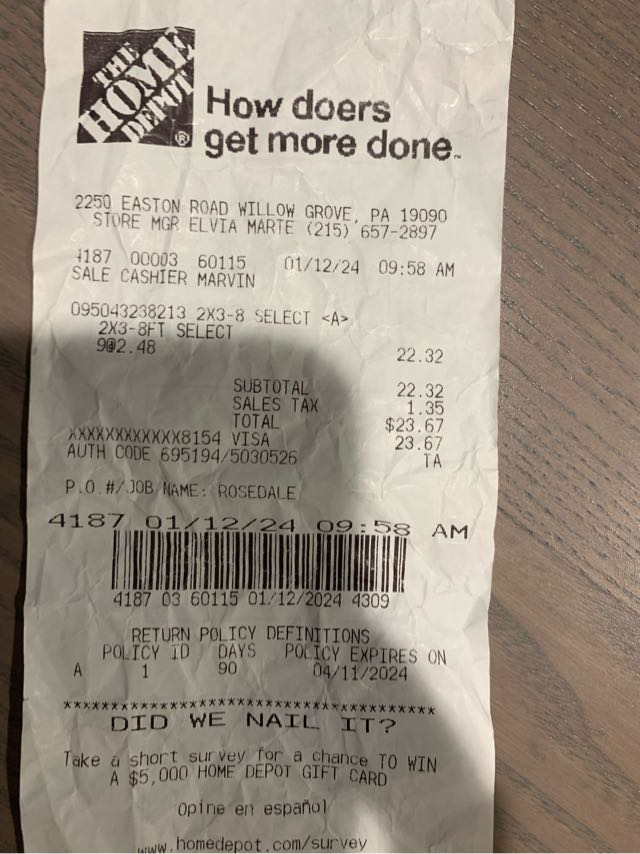 THE
HOME
DEPOT
®
How doers
get more done™
2250 EASTON ROAD WILLOW GROVE, PA 19090
STORE MGR ELVIA MARTE (215) 657-2897
4187 00003 60115 01/12/24 09:58 AM
SALE CASHIER MARVIN
095043238213 2X3-8 SELECT <A>
2X3-8FT SELECT
9@2.48 22.32
SUBTOTAL 22.32
SALES TAX 1.35
TOTAL $23.67
XXXXXXXXXXXX8154 VISA 23.67
AUTH CODE 695194/5030526 TA
P.O.#/JOB NAME: ROSEDALE
4187 01/12/24 09:58 AM
4187 03 60115 01/12/2024 4309
RETURN POLICY DEFINITIONS
POLICY ID DAYS POLICY EXPIRES ON
A 1 90 04/11/2024
****************************************
DID WE NAIL IT?
Take a short survey for a chance TO WIN
A $5,000 HOME DEPOT GIFT CARD
Opine en español
www.homedepot.com/survey